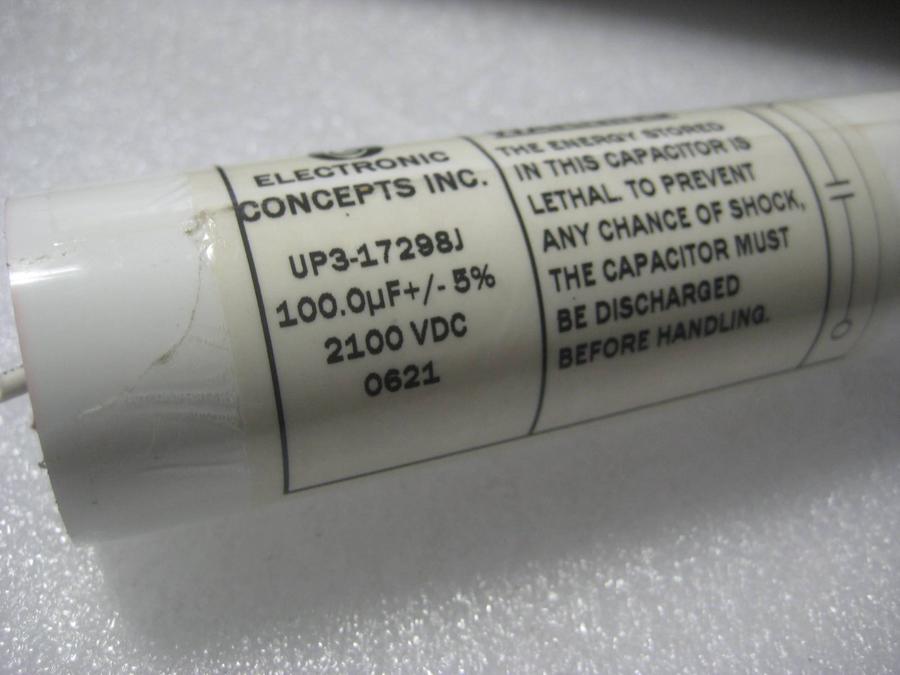 ELECTRONIC
CONCEPTS INC.
UP3-17298J
100.0µF+/- 5%
2100 VDC
0621
THE ENERGY STORED
IN THIS CAPACITOR IS
LETHAL. TO PREVENT
ANY CHANCE OF SHOCK,
THE CAPACITOR MUST
BE DISCHARGED
BEFORE HANDLING.